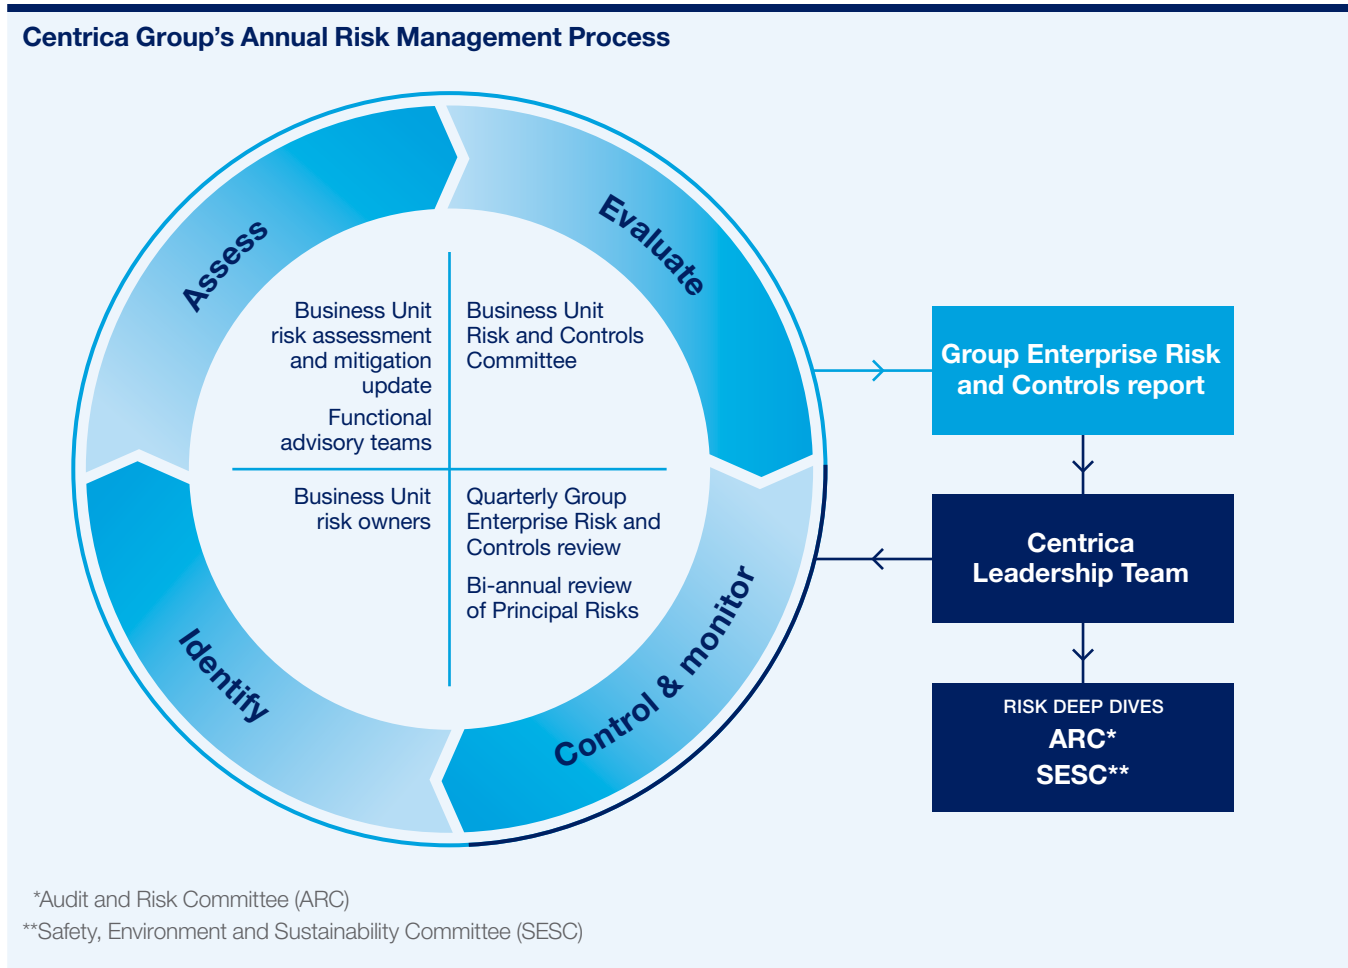 Centrica Group's Annual Risk Management Process
Assess
Evaluate
Business Unit
risk assessment
and mitigation
update
Functional
advisory teams
Business Unit
Risk and Controls
Committee
Business Unit
risk owners
Quarterly Group
Enterprise Risk and
Controls review
Bi-annual review
of Principal Risks
Identify
Control & monitor
Group Enterprise Risk
and Controls report
Centrica
Leadership Team
RISK DEEP DIVES
ARC*
SESC**
*Audit and Risk Committee (ARC)
**Safety, Environment and Sustainability Committee (SESC)